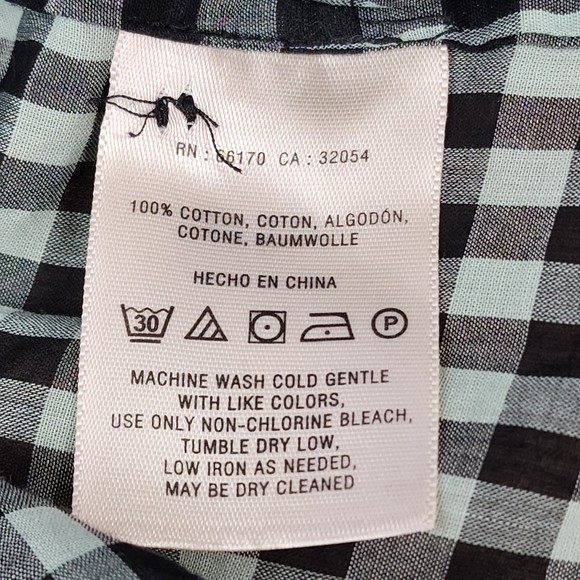 RN : 66170 CA : 32054
100% COTTON, COTON, ALGODÓN,
COTONE, BAUMWOLLE
HECHO EN CHINA
30 P
MACHINE WASH COLD GENTLE
WITH LIKE COLORS,
USE ONLY NON-CHLORINE BLEACH,
TUMBLE DRY LOW,
LOW IRON AS NEEDED,
MAY BE DRY CLEANED